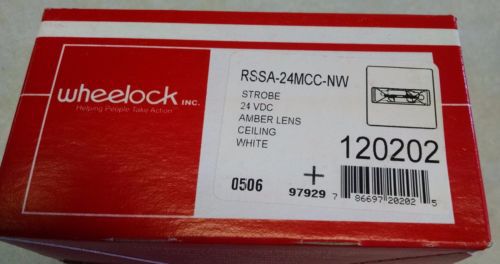 wheelock INC.
Helping People Take Action
RSSA-24MCC-NW
STROBE
24 VDC
AMBER LENS
CEILING
WHITE
120202
0506
+
97929
7 86697 20202 5